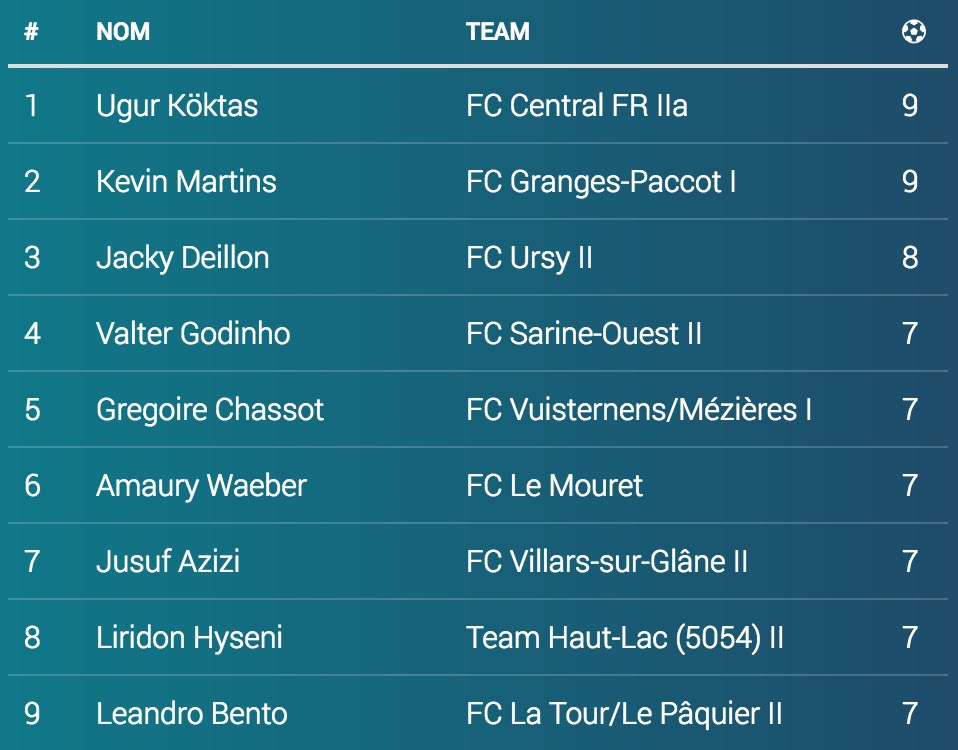 # NOM TEAM
1 Ugur Köktas FC Central FR IIa 9
2 Kevin Martins FC Granges-Paccot I 9
3 Jacky Deillon FC Ursy II 8
4 Valter Godinho FC Sarine-Ouest II 7
5 Gregoire Chassot FC Vuisternens/Mézières I 7
6 Amaury Waeber FC Le Mouret 7
7 Jusuf Azizi FC Villars-sur-Glâne II 7
8 Liridon Hyseni Team Haut-Lac (5054) II 7
9 Leandro Bento FC La Tour/Le Pâquier II 7